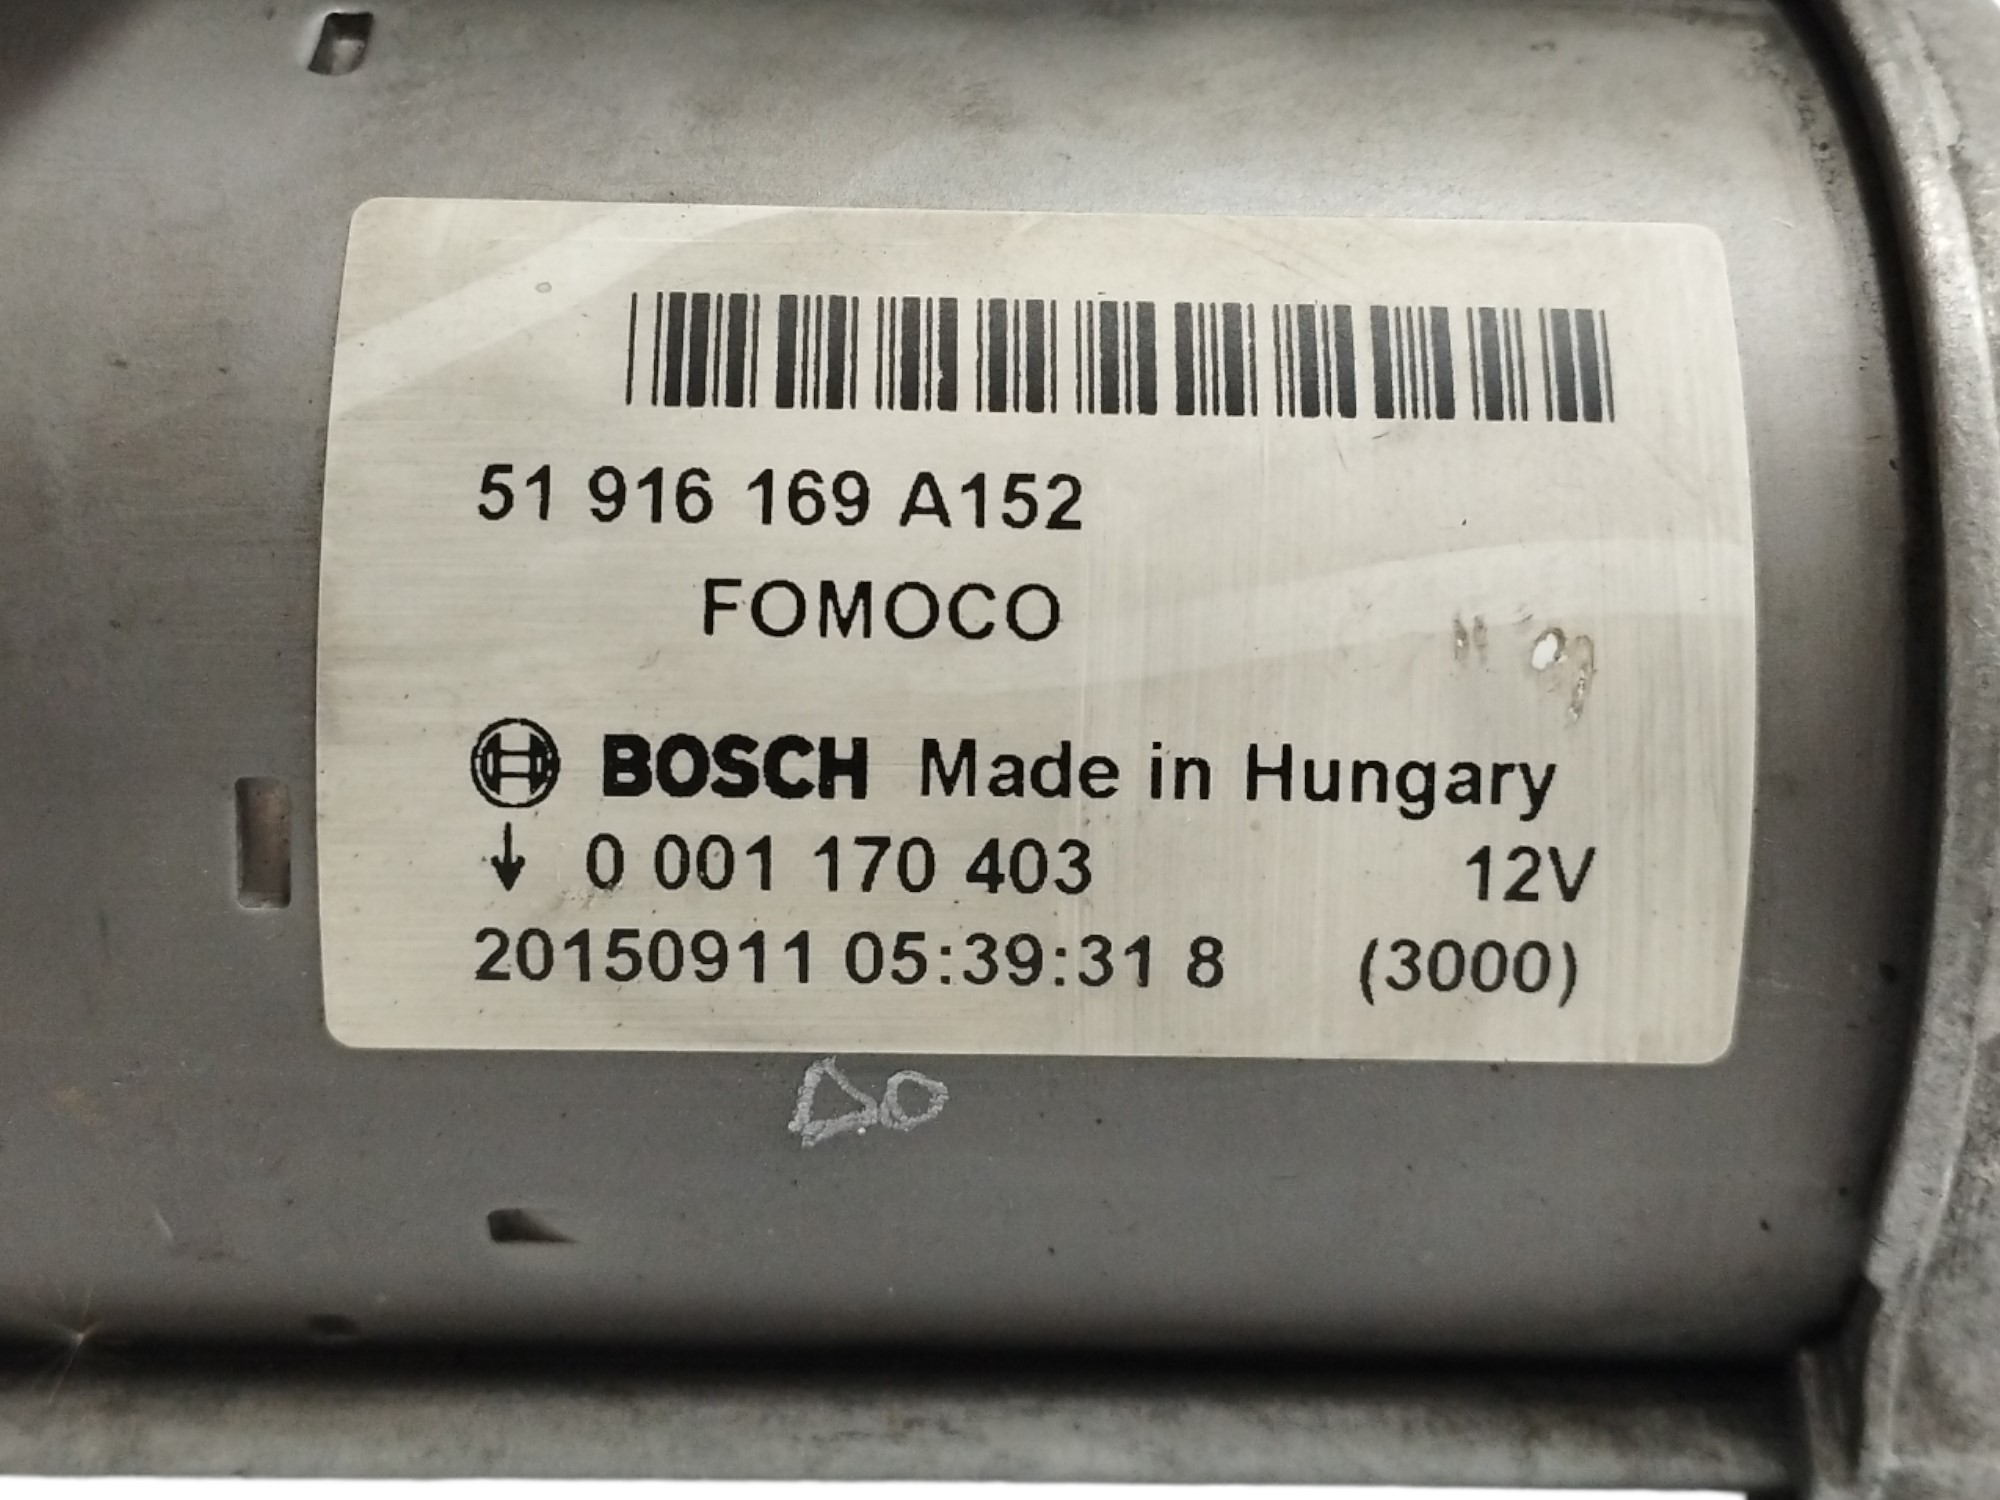 51 916 169 A152
FOMOCO
BOSCH Made in Hungary
↓ 0 001 170 403 12V
20150911 05:39:31 8 (3000)